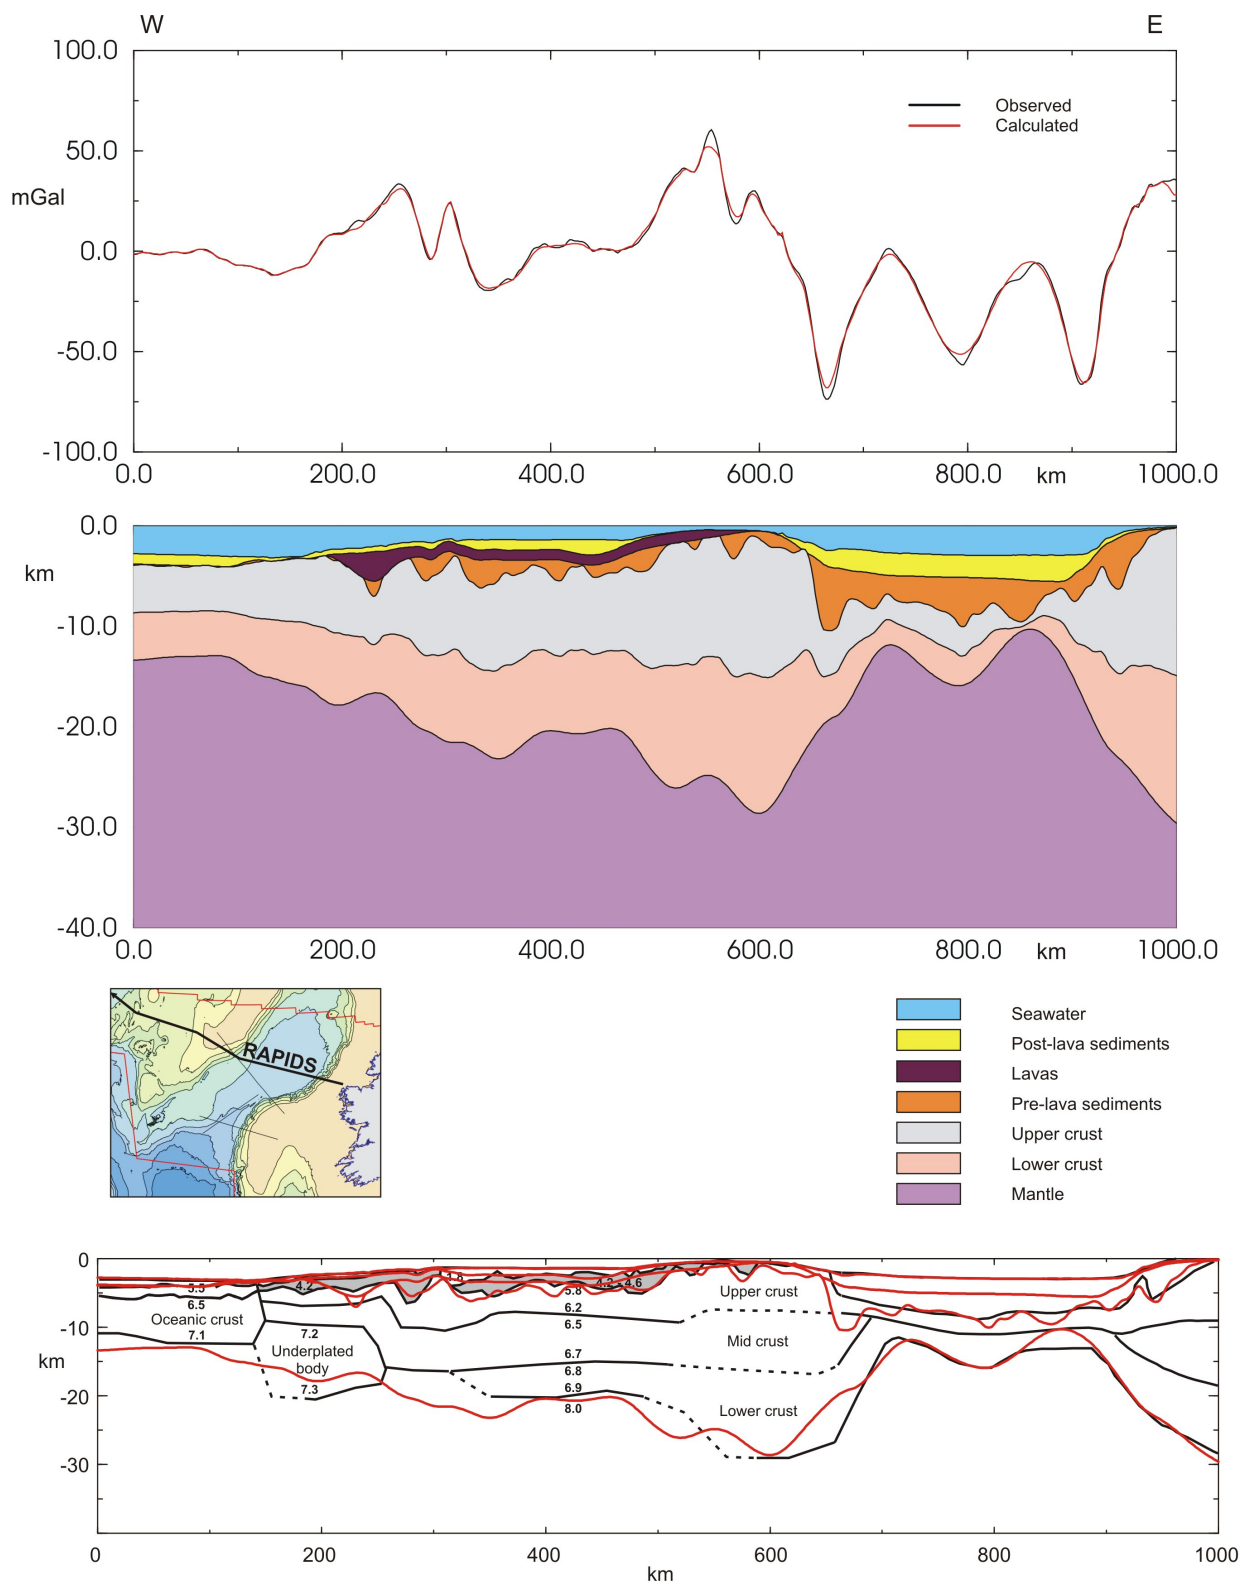 W E
100.0
50.0
mGal
0.0
-50.0
-100.0
Observed
Calculated
0.0 200.0 400.0 600.0 800.0 km 1000.0
0.0
km
-10.0
-20.0
-30.0
-40.0
0.0 200.0 400.0 600.0 800.0 km 1000.0
RAPIDS
Seawater
Post-lava sediments
Lavas
Pre-lava sediments
Upper crust
Lower crust
Mantle
0
-10
km
-20
-30
5.5
6.5
Oceanic crust
7.1
4.2
7.2
Underplated
body
7.3
4.2 4.6
5.8
6.2
6.5
6.7
6.8
6.9
8.0
Upper crust
Mid crust
Lower crust
0 200 400 600 800 1000
km